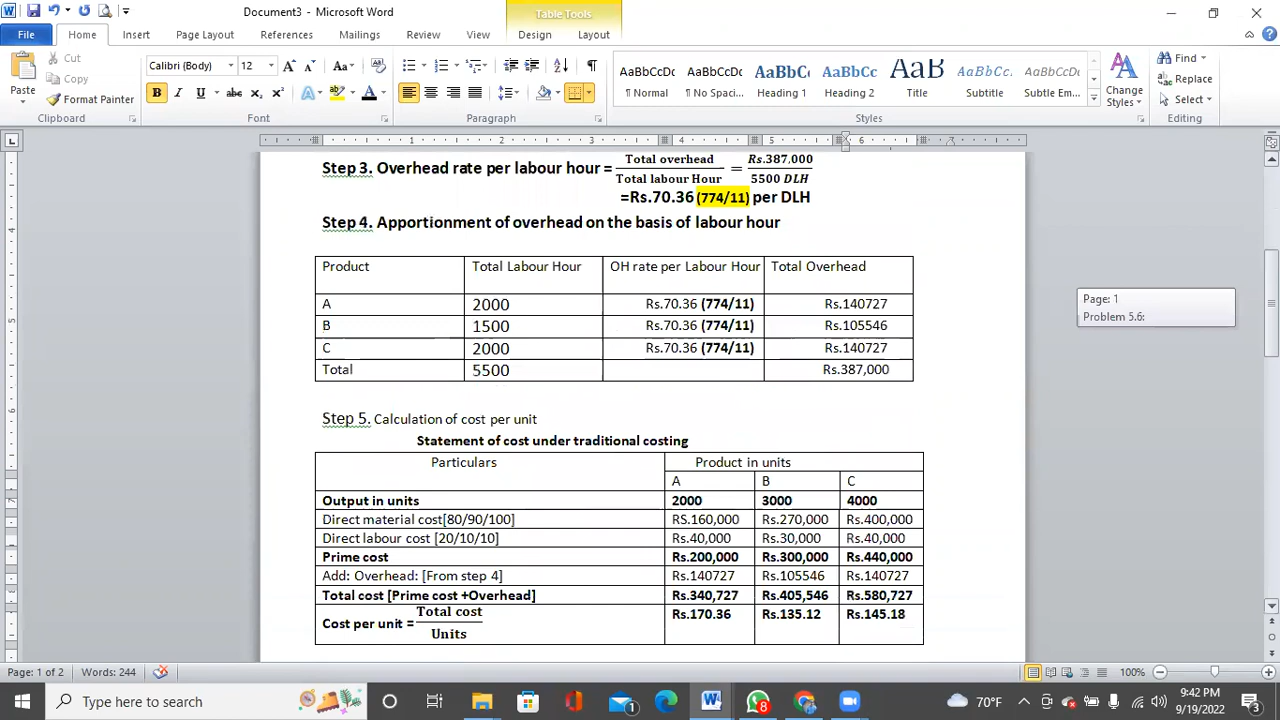 Document3 - Microsoft Word
Table Tools
File Home Insert Page Layout References Mailings Review View Design Layout
Paste
Cut
Copy
Format Painter
Clipboard
Calibri (Body) 12
Font
Paragraph
AaBbCcDc AaBbCcDc AaBbCc AaBbCc AaB AaBbCcL AaBbCcDt
¶ Normal ¶ No Spaci... Heading 1 Heading 2 Title Subtitle Subtle Em...
Change Styles
Styles
Find
Replace
Select
Editing
Step 3. Overhead rate per labour hour = Total overhead / Total labour Hour = Rs.387.000 / 5500 DLH
=Rs.70.36 (774/11) per DLH
Step 4. Apportionment of overhead on the basis of labour hour
Product Total Labour Hour OH rate per Labour Hour Total Overhead
A 2000 Rs.70.36 (774/11) Rs.140727
B 1500 Rs.70.36 (774/11) Rs.105546
C 2000 Rs.70.36 (774/11) Rs.140727
Total 5500 Rs.387,000
Step 5. Calculation of cost per unit
Statement of cost under traditional costing
Particulars Product in units
A B C
Output in units 2000 3000 4000
Direct material cost[80/90/100] RS.160,000 Rs.270,000 Rs.400,000
Direct labour cost [20/10/10] Rs.40,000 Rs.30,000 Rs.40,000
Prime cost Rs.200,000 Rs.300,000 Rs.440,000
Add: Overhead: [From step 4] Rs.140727 Rs.105546 Rs.140727
Total cost [Prime cost +Overhead] Rs.340,727 Rs.405,546 Rs.580,727
Cost per unit = Total cost / Units Rs.170.36 Rs.135.12 Rs.145.18
Page: 1
Problem 5.6:
Page: 1 of 2 Words: 244 100%
Type here to search
70°F
9:42 PM
9/19/2022